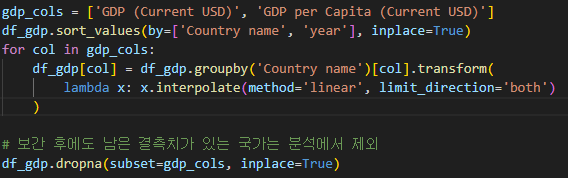 gdp_cols = ['GDP (Current USD)', 'GDP per Capita (Current USD)']
df_gdp.sort_values(by=['Country name', 'year'], inplace=True)
for col in gdp_cols:
    df_gdp[col] = df_gdp.groupby('Country name')[col].transform(
        lambda x: x.interpolate(method='linear', limit_direction='both')
    )

# 보간 후에도 남은 결측치가 있는 국가는 분석에서 제외
df_gdp.dropna(subset=gdp_cols, inplace=True)